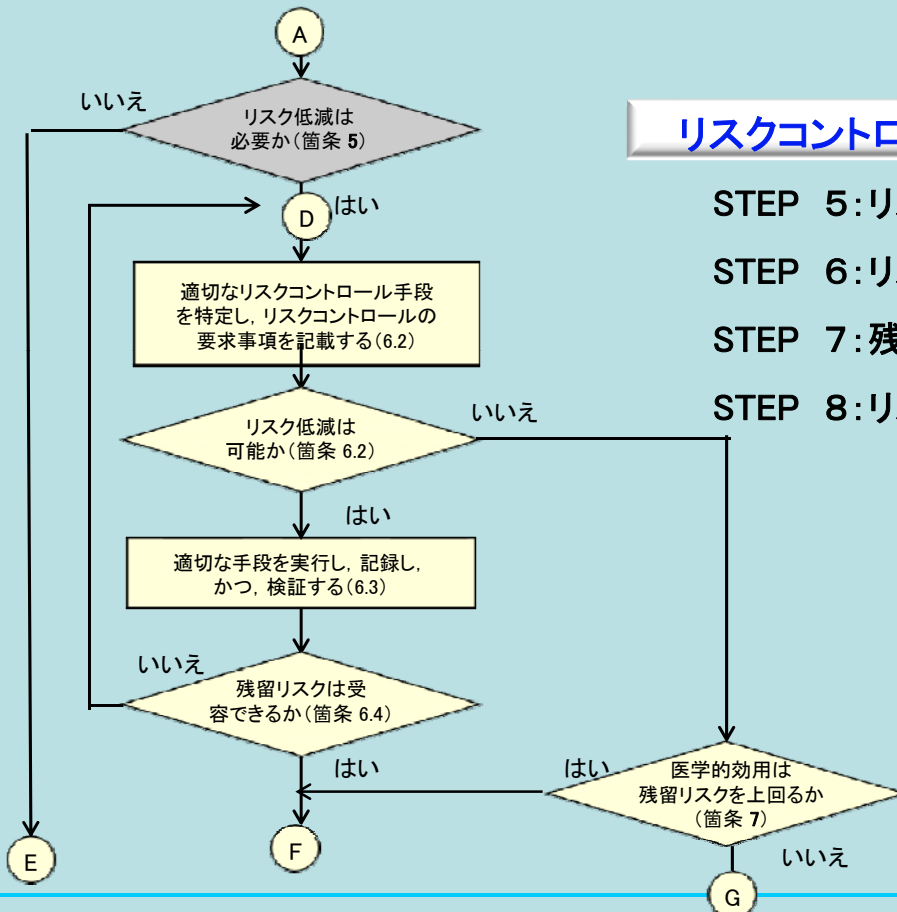 A
いいえ
リスク低減は
必要か(箇条 5)
リスクコントロ
はい
D
STEP 5:リ
STEP 6:リ
STEP 7:残
STEP 8:リ
適切なリスクコントロール手段
を特定し, リスクコントロールの
要求事項を記載する(6.2)
リスク低減は
可能か(箇条 6.2)
いいえ
はい
適切な手段を実行し, 記録し,
かつ, 検証する(6.3)
いいえ
残留リスクは受
容できるか(箇条 6.4)
はい
はい
医学的効用は
残留リスクを上回るか
(箇条 7)
いいえ
E
F
G